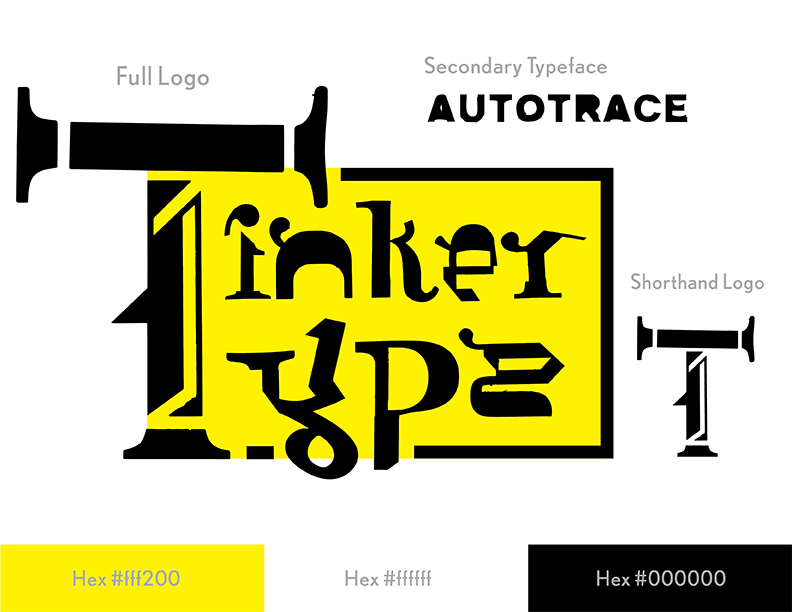 Full Logo
Secondary Typeface
AUTOTRACE
Tinker
Type
Shorthand Logo
T
Hex #fff200
Hex #ffffff
Hex #000000